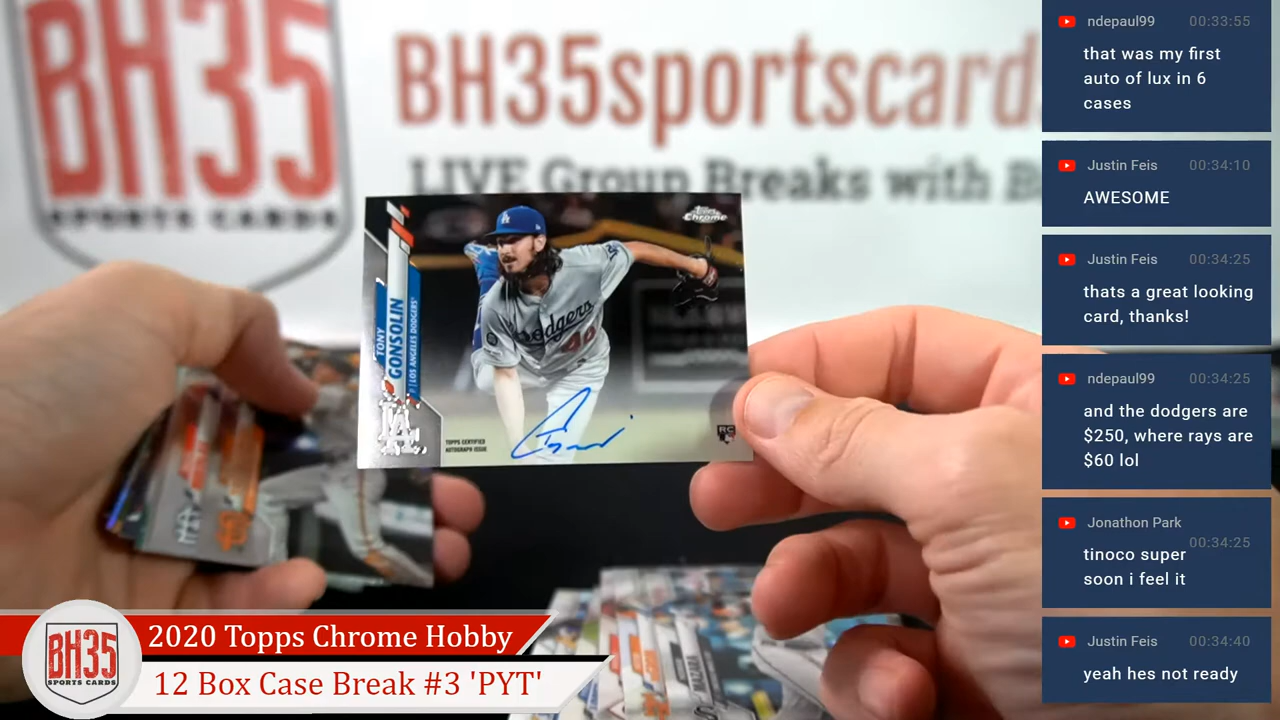 BH35
SPORTS CARDS
BH35sportscard
LIVE Group Breaks with B
Topps
Chrome
TONY
GONSOLIN
LOS ANGELES DODGERS
LA
Dodgers
TOPPS CERTIFIED
AUTOGRAPH ISSUE
RC
BH35
SPORTS CARDS
2020 Topps Chrome Hobby
12 Box Case Break #3 'PYT'
ndepaul99 00:33:55
that was my first
auto of lux in 6
cases
Justin Feis 00:34:10
AWESOME
Justin Feis 00:34:25
thats a great looking
card, thanks!
ndepaul99 00:34:25
and the dodgers are
$250, where rays are
$60 lol
Jonathon Park
00:34:25
tinoco super
soon i feel it
Justin Feis 00:34:40
yeah hes not ready